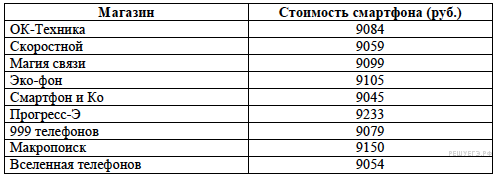 Магазин Стоимость смартфона (руб.)
ОК-Техника 9084
Скоростной 9059
Магия связи 9099
Эко-фон 9105
Смартфон и Ко 9045
Прогресс-Э 9233
999 телефонов 9079
Макропоиск 9150
Вселенная телефонов 9054
РЕШУЕГЭ.РФ